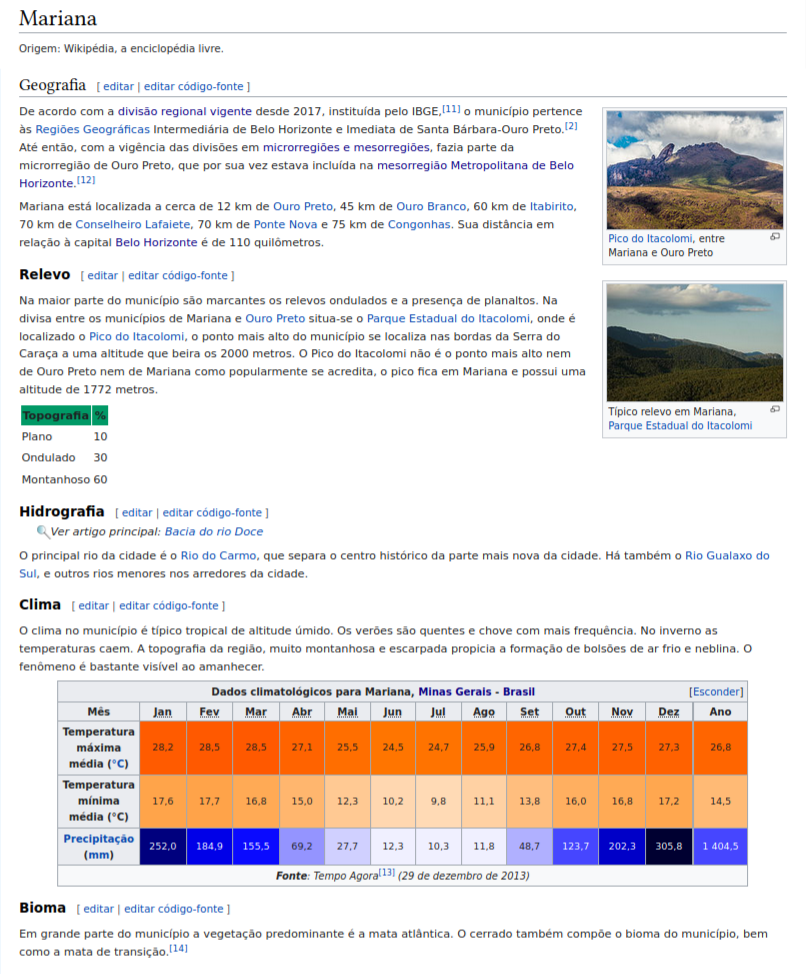 Mariana
Origem: Wikipédia, a enciclopédia livre.
Geografia [ editar | editar código-fonte ]
De acordo com a divisão regional vigente desde 2017, instituída pelo IBGE,[11] o município pertence
às Regiões Geográficas Intermediária de Belo Horizonte e Imediata de Santa Bárbara-Ouro Preto.[2]
Até então, com a vigência das divisões em microrregiões e mesorregiões, fazia parte da
microrregião de Ouro Preto, que por sua vez estava incluída na mesorregião Metropolitana de Belo
Horizonte.[12]
Mariana está localizada a cerca de 12 km de Ouro Preto, 45 km de Ouro Branco, 60 km de Itabirito,
70 km de Conselheiro Lafaiete, 70 km de Ponte Nova e 75 km de Congonhas. Sua distância em
relação à capital Belo Horizonte é de 110 quilômetros.
Pico do Itacolomi, entre
Mariana e Ouro Preto
Relevo [ editar | editar código-fonte ]
Na maior parte do município são marcantes os relevos ondulados e a presença de planaltos. Na
divisa entre os municípios de Mariana e Ouro Preto situa-se o Parque Estadual do Itacolomi, onde é
localizado o Pico do Itacolomi, o ponto mais alto do município se localiza nas bordas da Serra do
Caraça a uma altitude que beira os 2000 metros. O Pico do Itacolomi não é o ponto mais alto nem
de Ouro Preto nem de Mariana como popularmente se acredita, o pico fica em Mariana e possui uma
altitude de 1772 metros.
Típico relevo em Mariana,
Parque Estadual do Itacolomi
Topografia %
Plano 10
Ondulado 30
Montanhoso 60
Hidrografia [ editar | editar código-fonte ]
Ver artigo principal: Bacia do rio Doce
O principal rio da cidade é o Rio do Carmo, que separa o centro histórico da parte mais nova da cidade. Há também o Rio Gualaxo do
Sul, e outros rios menores nos arredores da cidade.
Clima [ editar | editar código-fonte ]
O clima no município é típico tropical de altitude úmido. Os verões são quentes e chove com mais frequência. No inverno as
temperaturas caem. A topografia da região, muito montanhosa e escarpada propicia a formação de bolsões de ar frio e neblina. O
fenômeno é bastante visível ao amanhecer.
Dados climatológicos para Mariana, Minas Gerais - Brasil [Esconder]
Mês Jan Fev Mar Abr Mai Jun Jul Ago Set Out Nov Dez Ano
Temperatura
máxima
média (°C)
28,2 28,5 28,5 27,1 25,5 24,5 24,7 25,9 26,8 27,4 27,5 27,3 26,8
Temperatura
mínima
média (°C)
17,6 17,7 16,8 15,0 12,3 10,2 9,8 11,1 13,8 16,0 16,8 17,2 14,5
Precipitação
(mm)
252,0 184,9 155,5 69,2 27,7 12,3 10,3 11,8 48,7 123,7 202,3 305,8 1 404,5
Fonte: Tempo Agora[13] (29 de dezembro de 2013)
Bioma [ editar | editar código-fonte ]
Em grande parte do município a vegetação predominante é a mata atlântica. O cerrado também compõe o bioma do município, bem
como a mata de transição.[14]